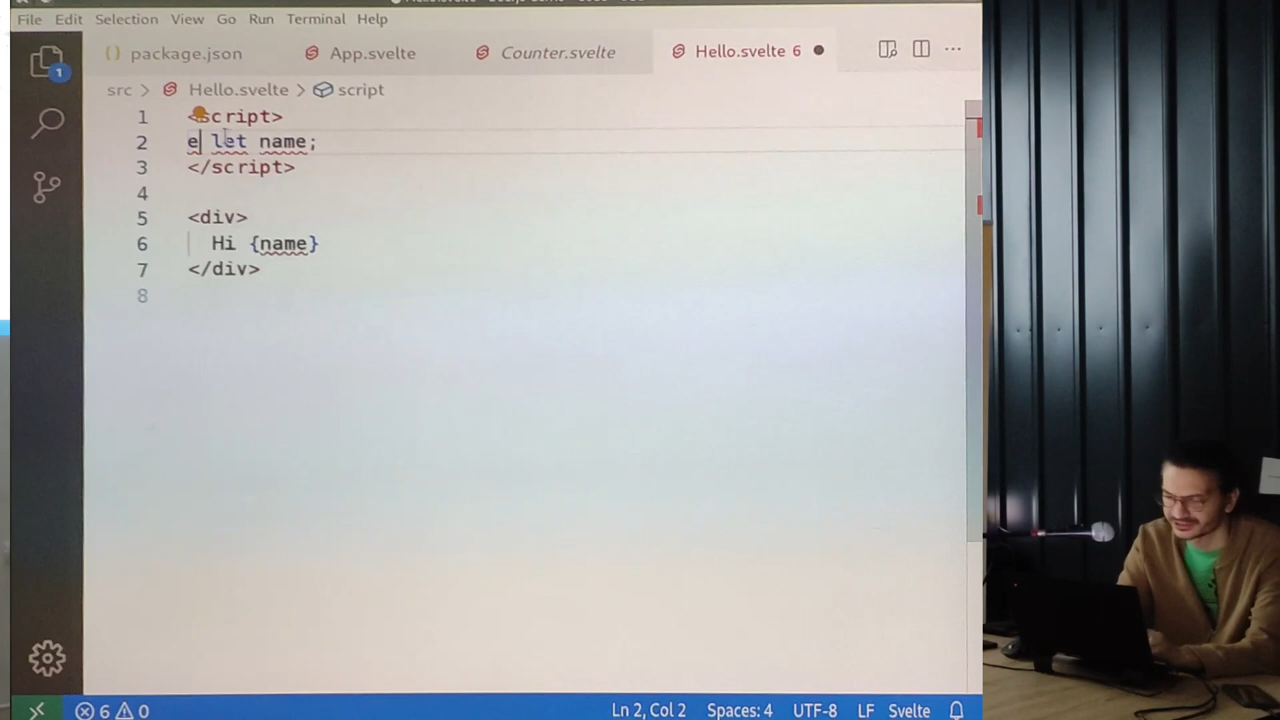 File Edit Selection View Go Run Terminal Help
1
package.json App.svelte Counter.svelte Hello.svelte 6
src > Hello.svelte > script
1 <script>
2 e let name;
3 </script>
4
5 <div>
6 Hi {name}
7 </div>
8
6 0 Ln 2, Col 2 Spaces: 4 UTF-8 LF Svelte